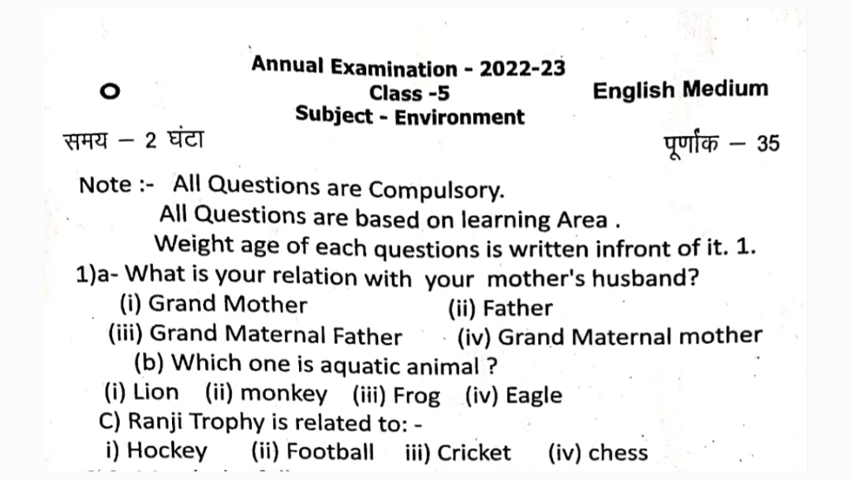 Annual Examination - 2022-23
Class -5
English Medium
Subject - Environment
समय – 2 घंटा
पूर्णांक – 35
Note :- All Questions are Compulsory.
All Questions are based on learning Area .
Weight age of each questions is written infront of it. 1.
1)a- What is your relation with your mother's husband?
(i) Grand Mother (ii) Father
(iii) Grand Maternal Father (iv) Grand Maternal mother
(b) Which one is aquatic animal ?
(i) Lion (ii) monkey (iii) Frog (iv) Eagle
C) Ranji Trophy is related to: -
i) Hockey (ii) Football iii) Cricket (iv) chess